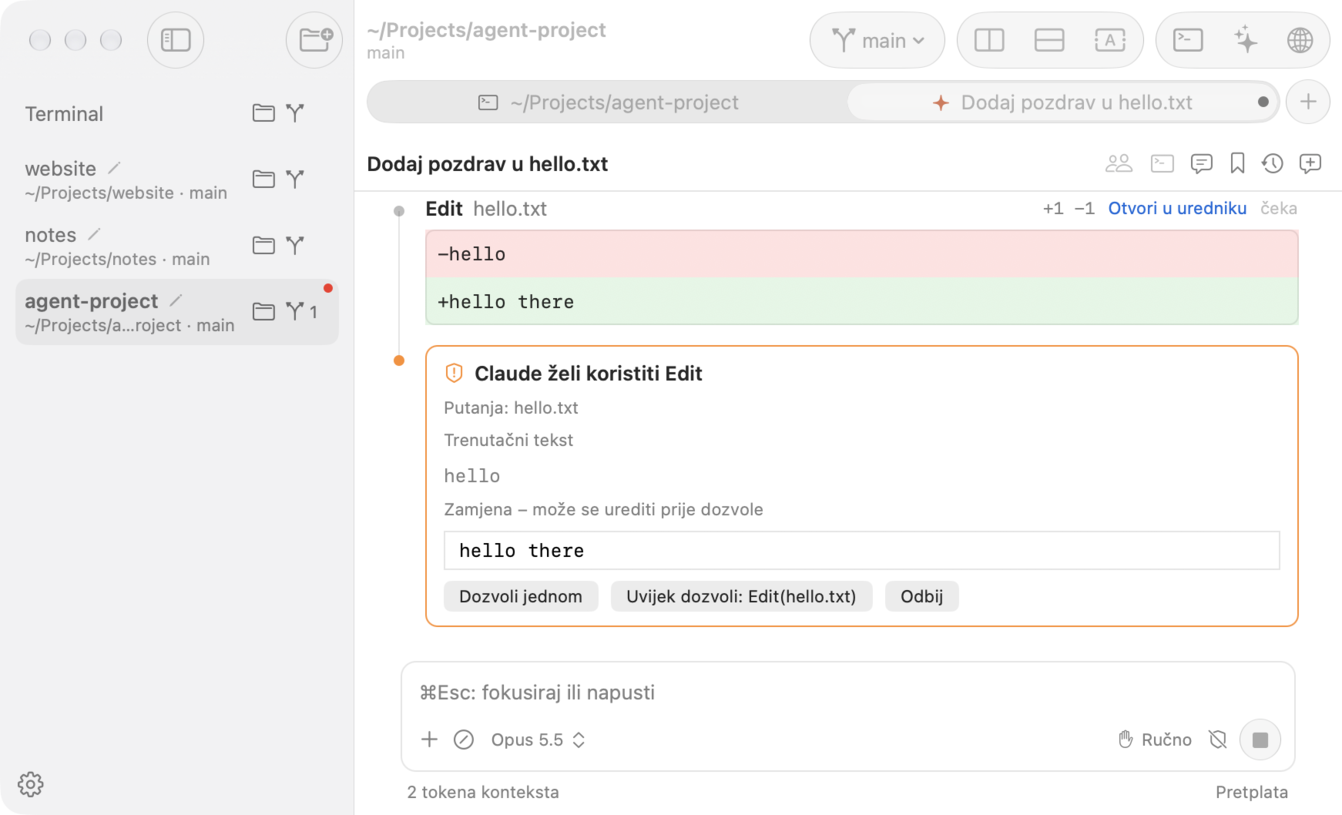 ~/Projects/agent-project
main
main
Terminal
~/Projects/agent-project
Dodaj pozdrav u hello.txt
website
~/Projects/website · main
notes
~/Projects/notes · main
agent-project
~/Projects/a...roject · main
1
Dodaj pozdrav u hello.txt
Edit hello.txt
+1 −1 Otvori u uredniku čeka
−hello
+hello there
Claude želi koristiti Edit
Putanja: hello.txt
Trenutačni tekst
hello
Zamjena – može se urediti prije dozvole
hello there
Dozvoli jednom
Uvijek dozvoli: Edit(hello.txt)
Odbij
⌘Esc: fokusiraj ili napusti
Opus 5.5
Ručno
2 tokena konteksta
Pretplata